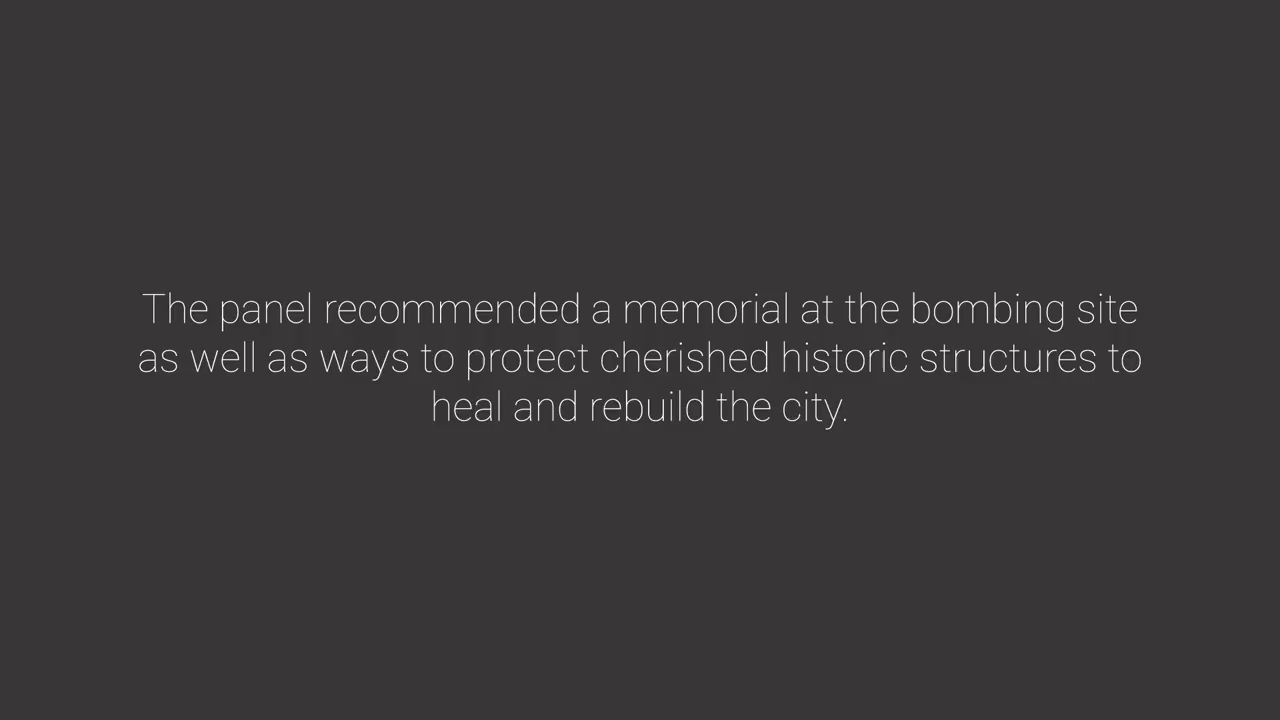 The panel recommended a memorial at the bombing site
as well as ways to protect cherished historic structures to
heal and rebuild the city.